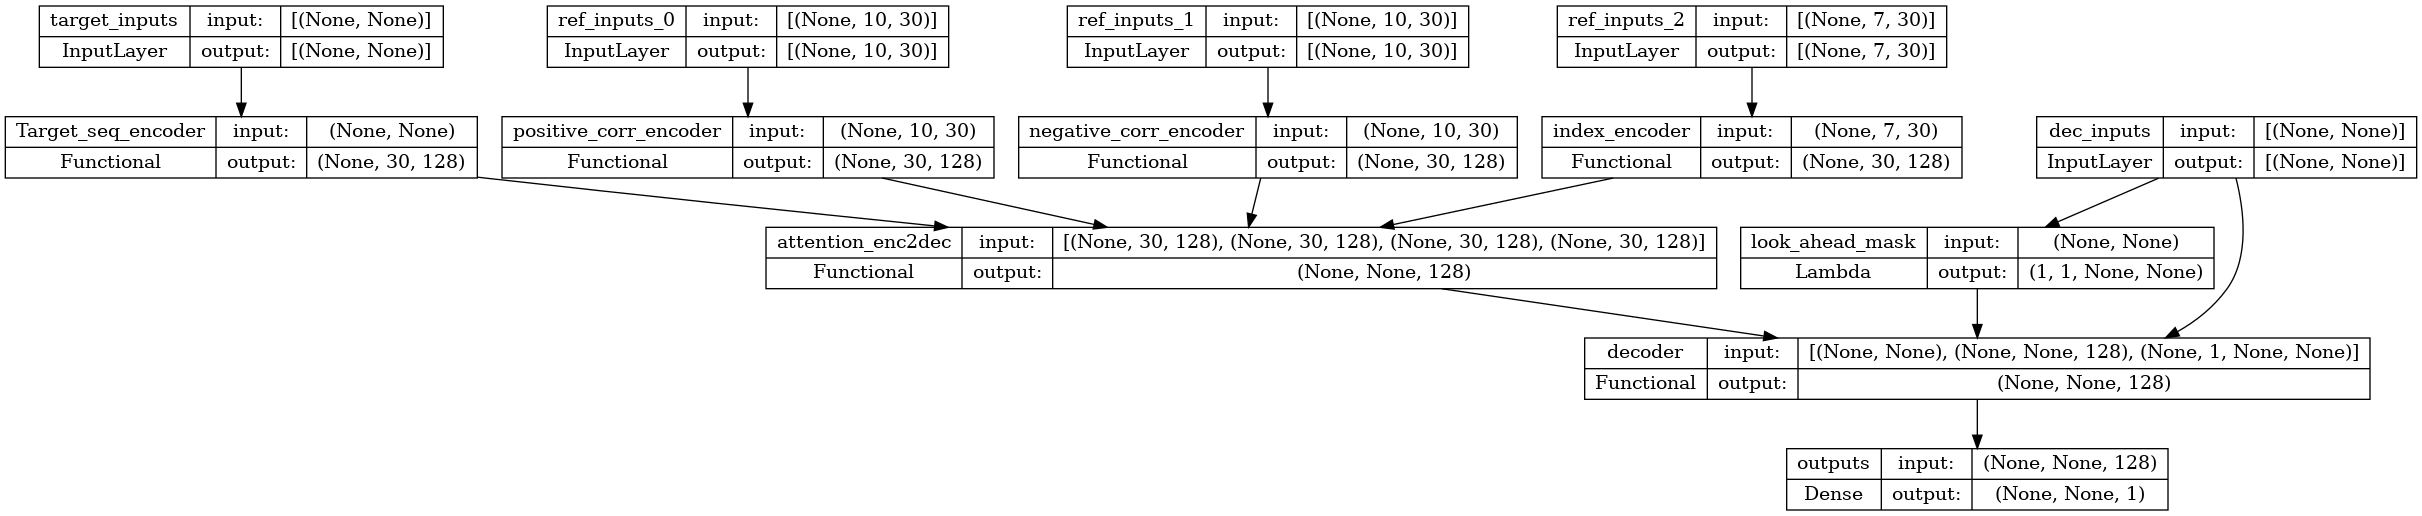 target_inputs input: [(None, None)]
InputLayer output: [(None, None)]
ref_inputs_0 input: [(None, 10, 30)]
InputLayer output: [(None, 10, 30)]
ref_inputs_1 input: [(None, 10, 30)]
InputLayer output: [(None, 10, 30)]
ref_inputs_2 input: [(None, 7, 30)]
InputLayer output: [(None, 7, 30)]
Target_seq_encoder input: (None, None)
Functional output: (None, 30, 128)
positive_corr_encoder input: (None, 10, 30)
Functional output: (None, 30, 128)
negative_corr_encoder input: (None, 10, 30)
Functional output: (None, 30, 128)
index_encoder input: (None, 7, 30)
Functional output: (None, 30, 128)
dec_inputs input: [(None, None)]
InputLayer output: [(None, None)]
attention_enc2dec input: [(None, 30, 128), (None, 30, 128), (None, 30, 128), (None, 30, 128)]
Functional output: (None, None, 128)
look_ahead_mask input: (None, None)
Lambda output: (1, 1, None, None)
decoder input: [(None, None), (None, None, 128), (None, 1, None, None)]
Functional output: (None, None, 128)
outputs input: (None, None, 128)
Dense output: (None, None, 1)